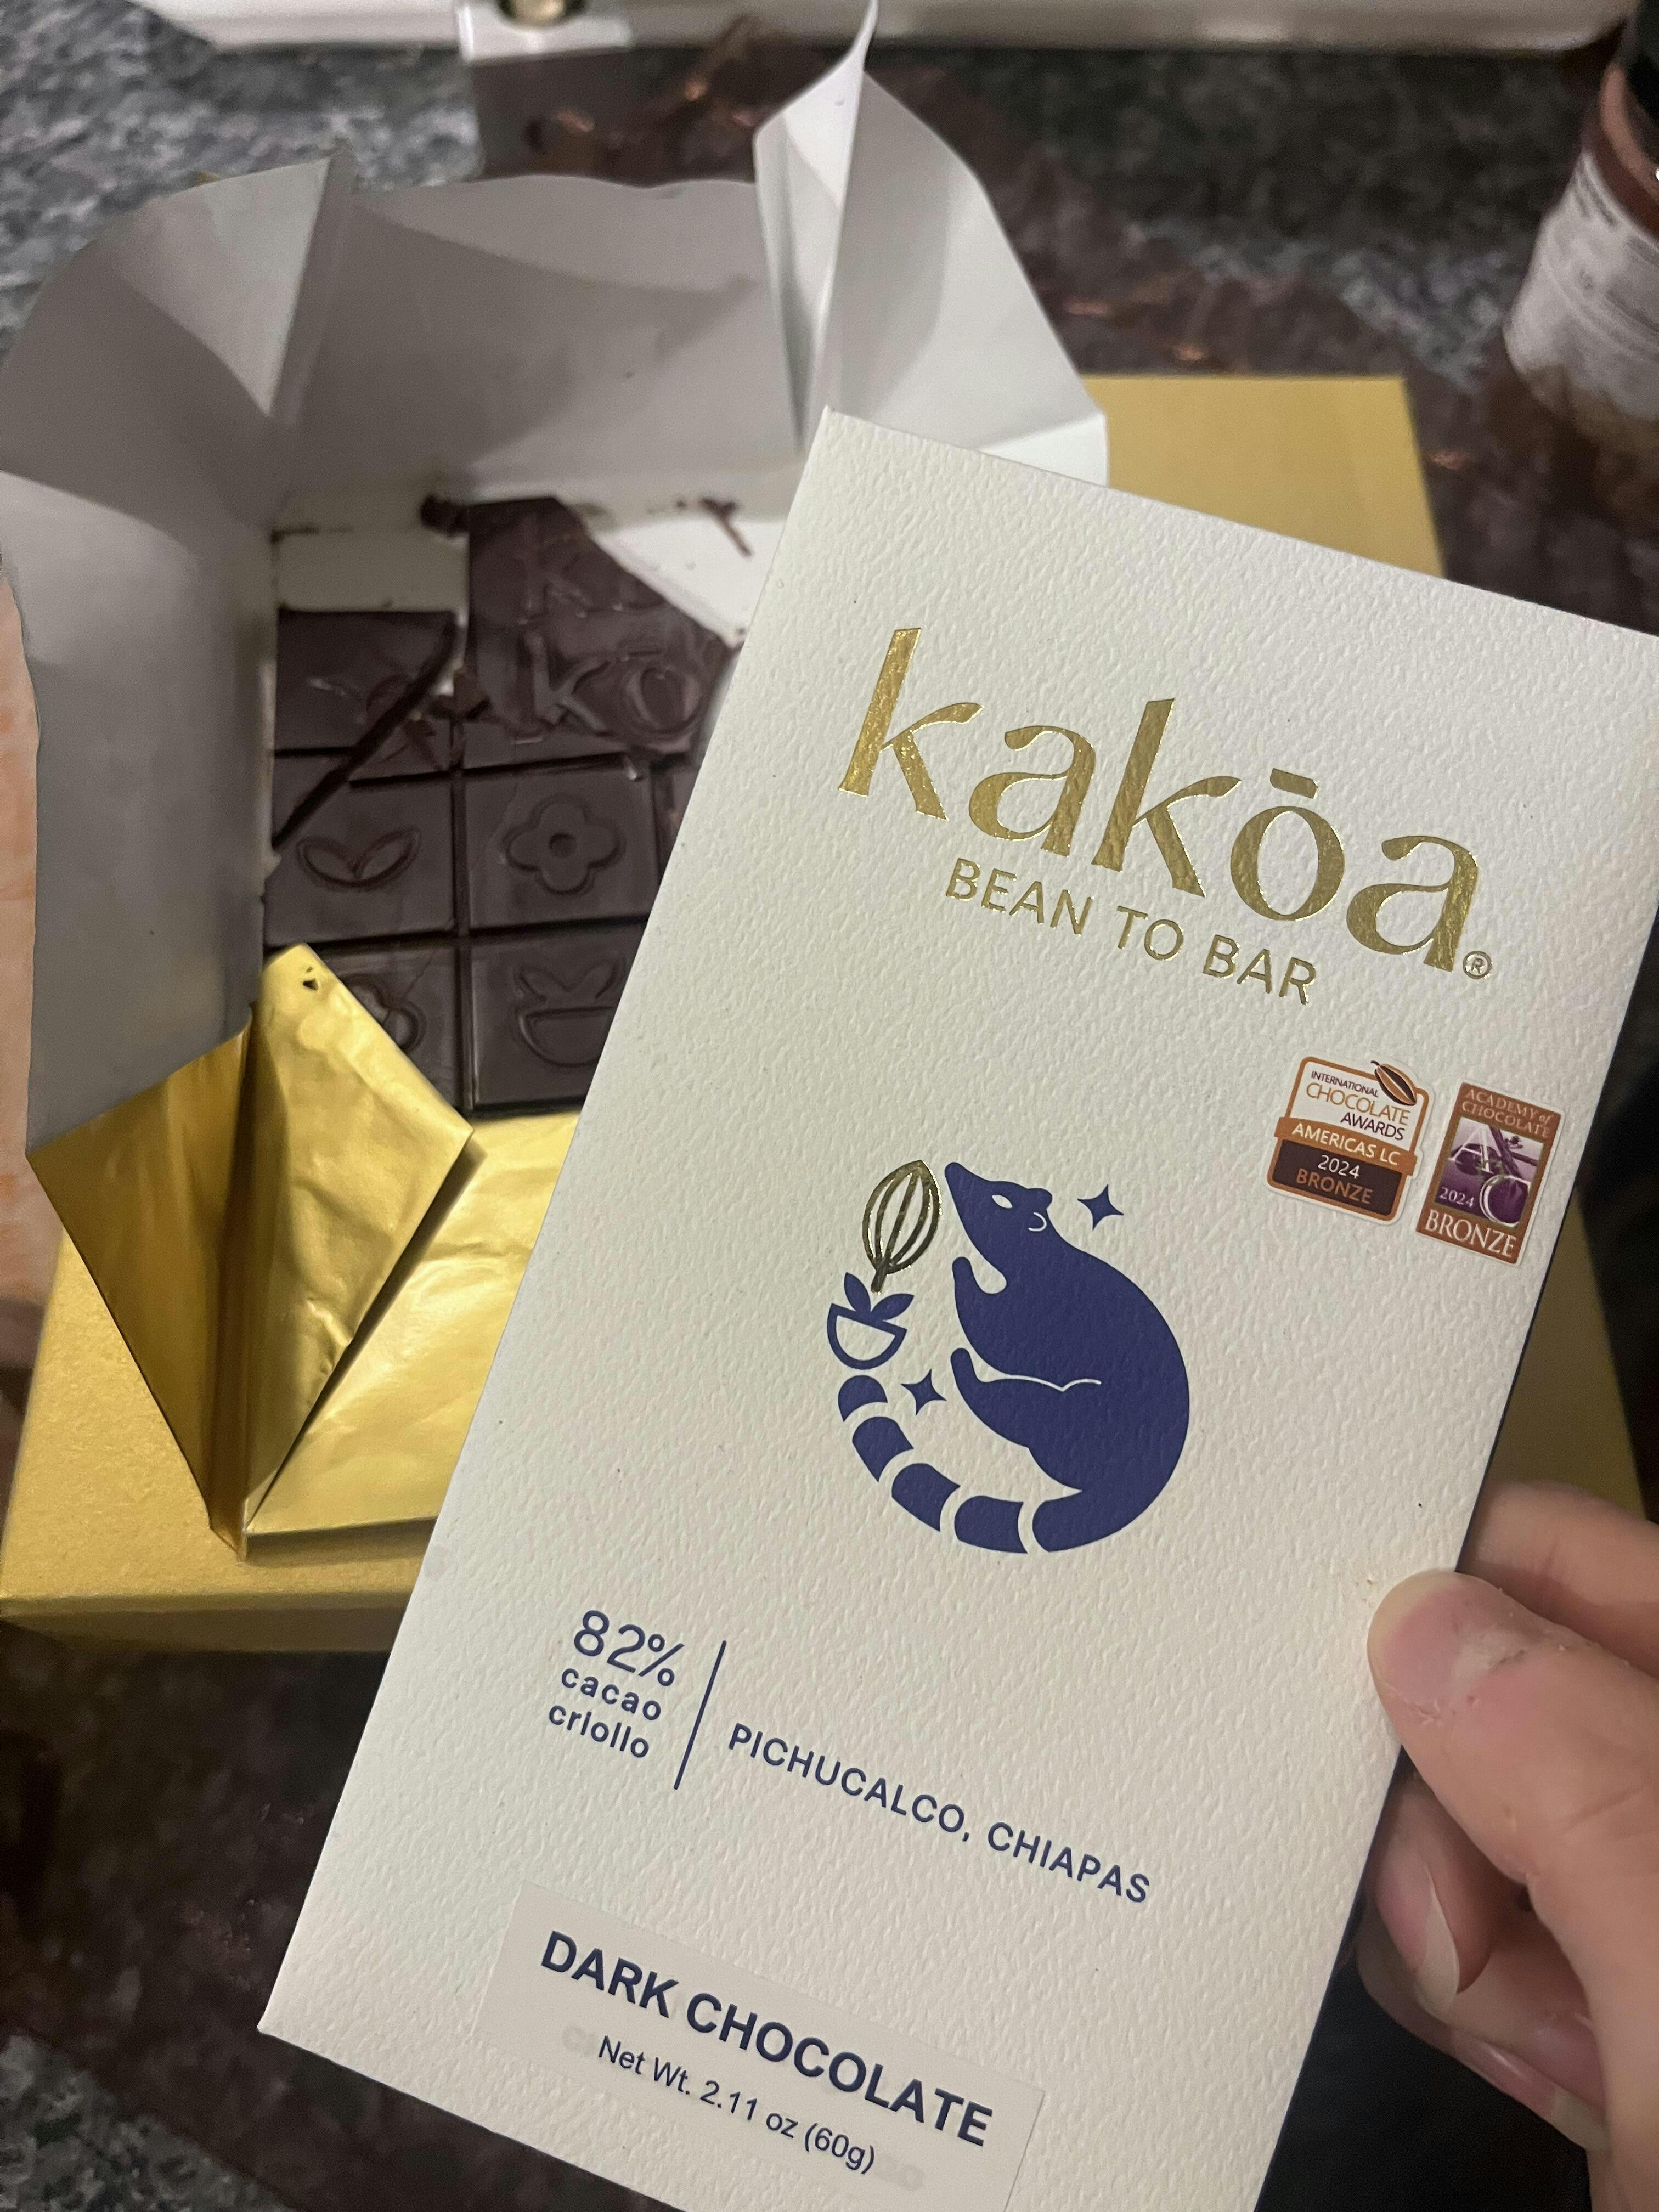 kakōa®
BEAN TO BAR
INTERNATIONAL
CHOCOLATE
AWARDS
AMERICAS LC
2024
BRONZE
ACADEMY of
CHOCOLATE
2024
BRONZE
82%
cacao
criollo
PICHUCALCO, CHIAPAS
DARK CHOCOLATE
Net Wt. 2.11 oz (60g)